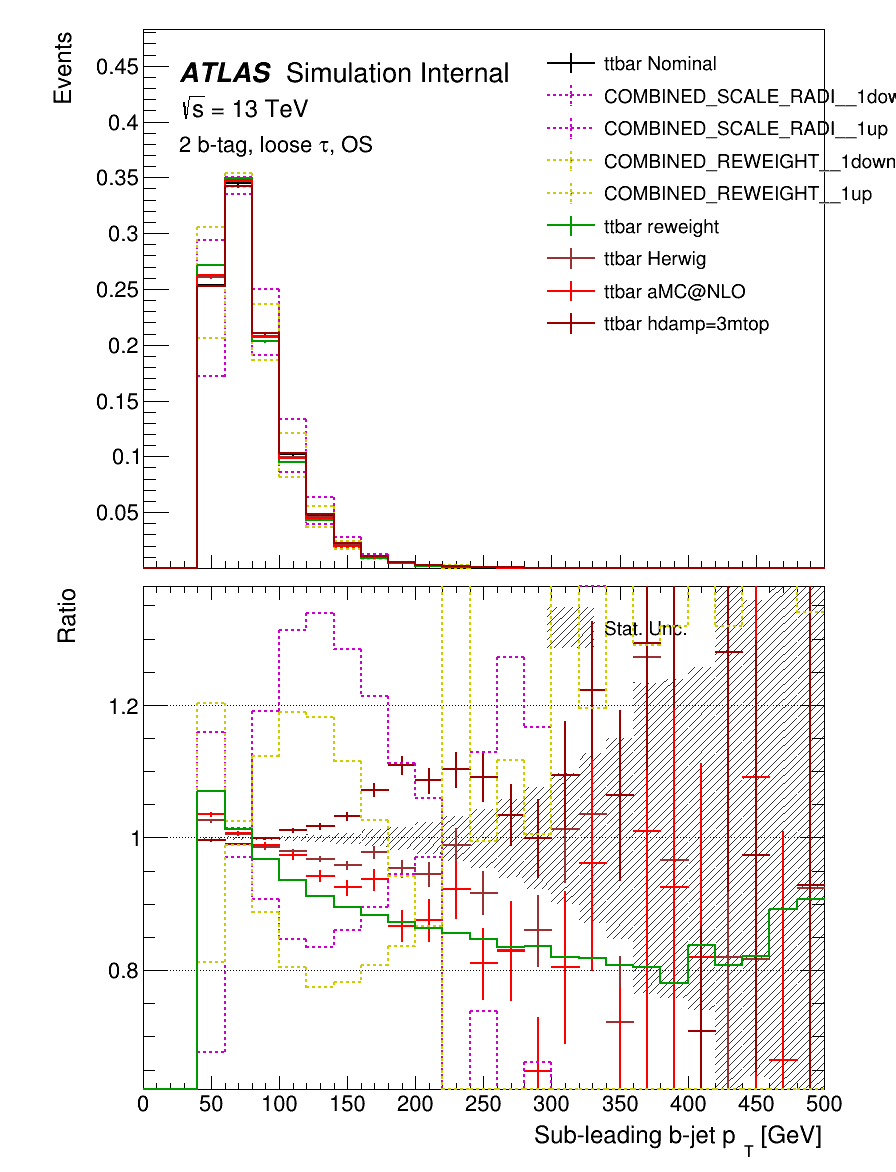 Events
0.45
0.4
0.35
0.3
0.25
0.2
0.15
0.1
0.05
ATLAS Simulation Internal
√s = 13 TeV
2 b-tag, loose τ, OS
ttbar Nominal
COMBINED_SCALE_RADI__1dow
COMBINED_SCALE_RADI__1up
COMBINED_REWEIGHT__1down
COMBINED_REWEIGHT__1up
ttbar reweight
ttbar Herwig
ttbar aMC@NLO
ttbar hdamp=3mtop
Ratio
1.2
1
0.8
Stat. Unc.
0 50 100 150 200 250 300 350 400 450 500
Sub-leading b-jet p_T [GeV]